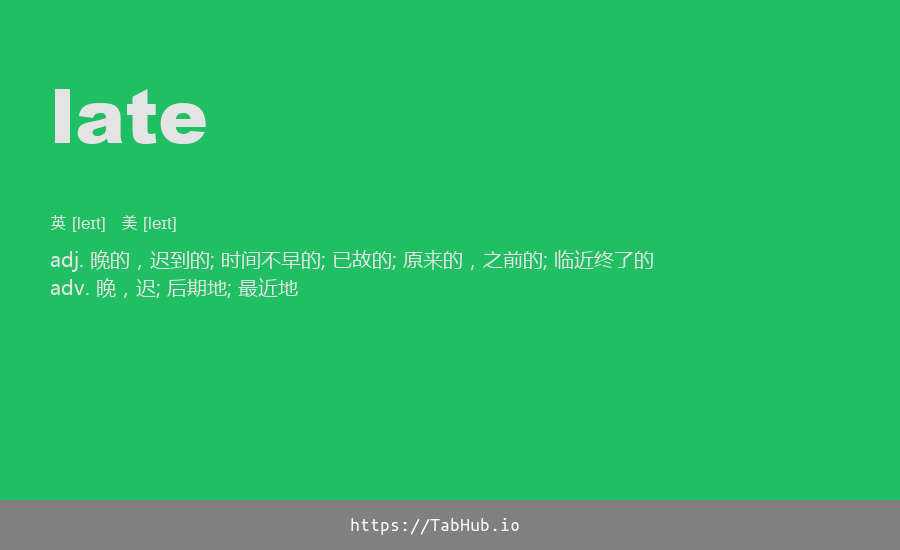 late
英 [leɪt] 美 [leɪt]
adj. 晚的，迟到的; 时间不早的; 已故的; 原来的，之前的; 临近终了的
adv. 晚，迟; 后期地; 最近地
https://TabHub.io